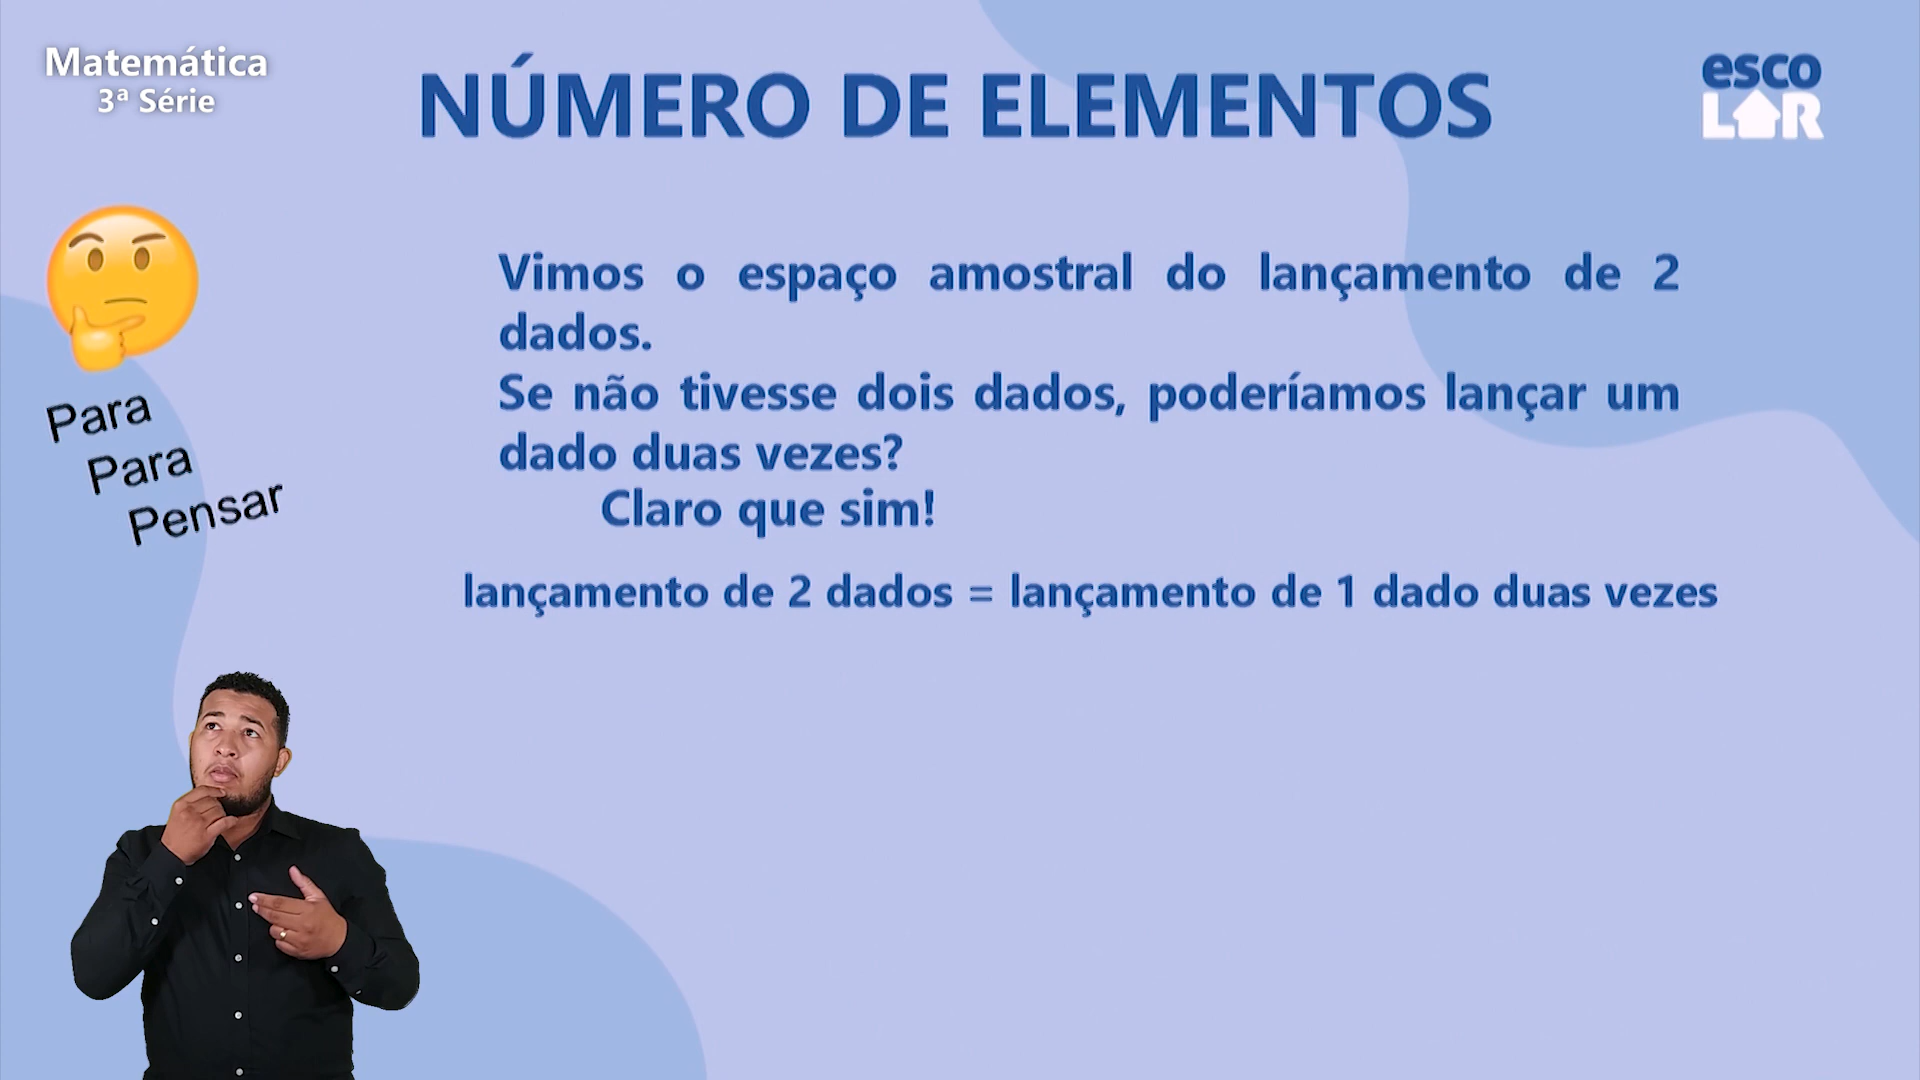 Matemática
3ª Série
NÚMERO DE ELEMENTOS
esco
LAR
Vimos o espaço amostral do lançamento de 2
dados.
Se não tivesse dois dados, poderíamos lançar um
dado duas vezes?
Claro que sim!
lançamento de 2 dados = lançamento de 1 dado duas vezes
Para
Para
Pensar